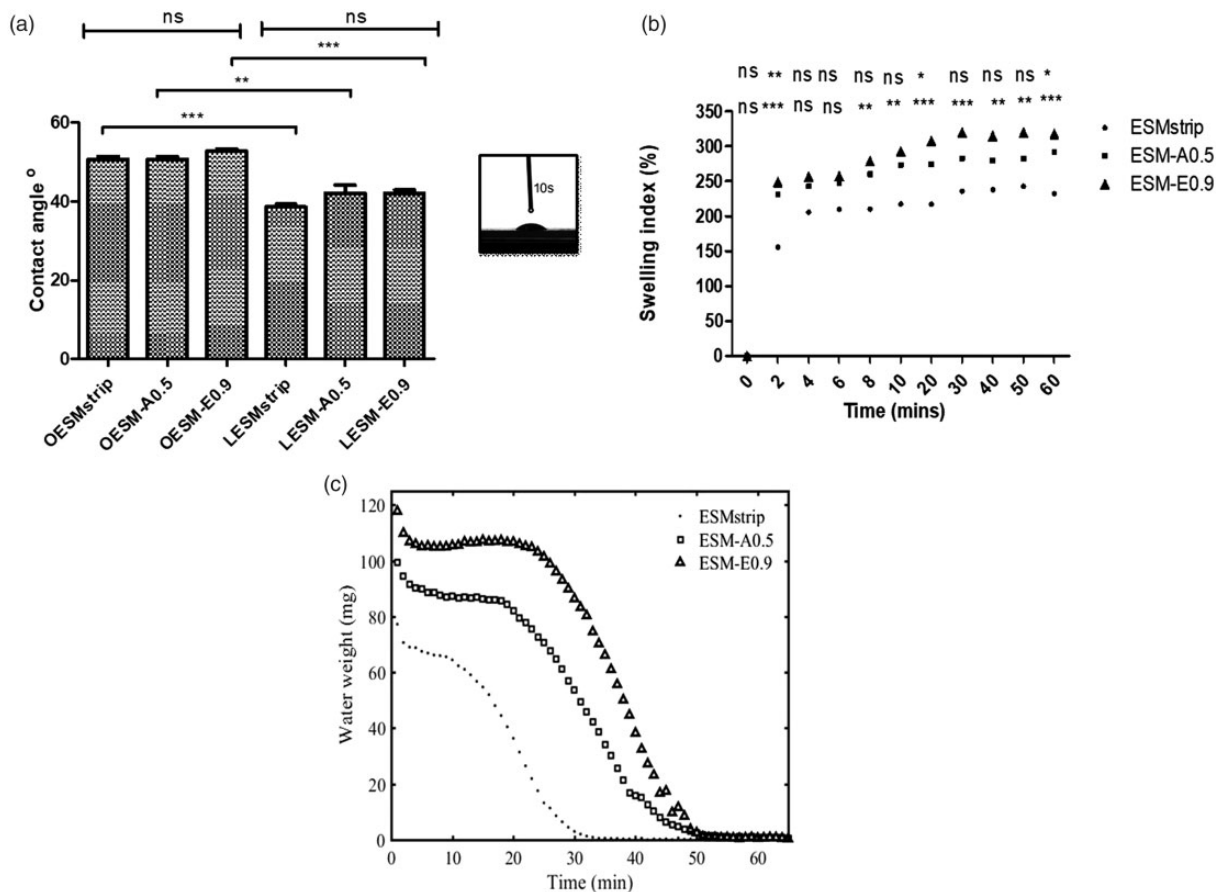 (a)
ns ns
***
**
***
Contact angle º
60
40
20
0
OESMstrip
OESM-A0.5
OESM-E0.9
LESMstrip
LESM-A0.5
LESM-E0.9
10s
(b)
ns ** ns ns ns ns * ns ns ns *
ns *** ns ns ** ** *** *** ** ** ***
Swelling index (%)
350
300
250
200
150
100
50
0
0 2 4 6 8 10 20 30 40 50 60
Time (mins)
ESMstrip
ESM-A0.5
ESM-E0.9
(c)
Water weight (mg)
120
100
80
60
40
20
0
0 10 20 30 40 50 60
Time (min)
ESMstrip
ESM-A0.5
ESM-E0.9